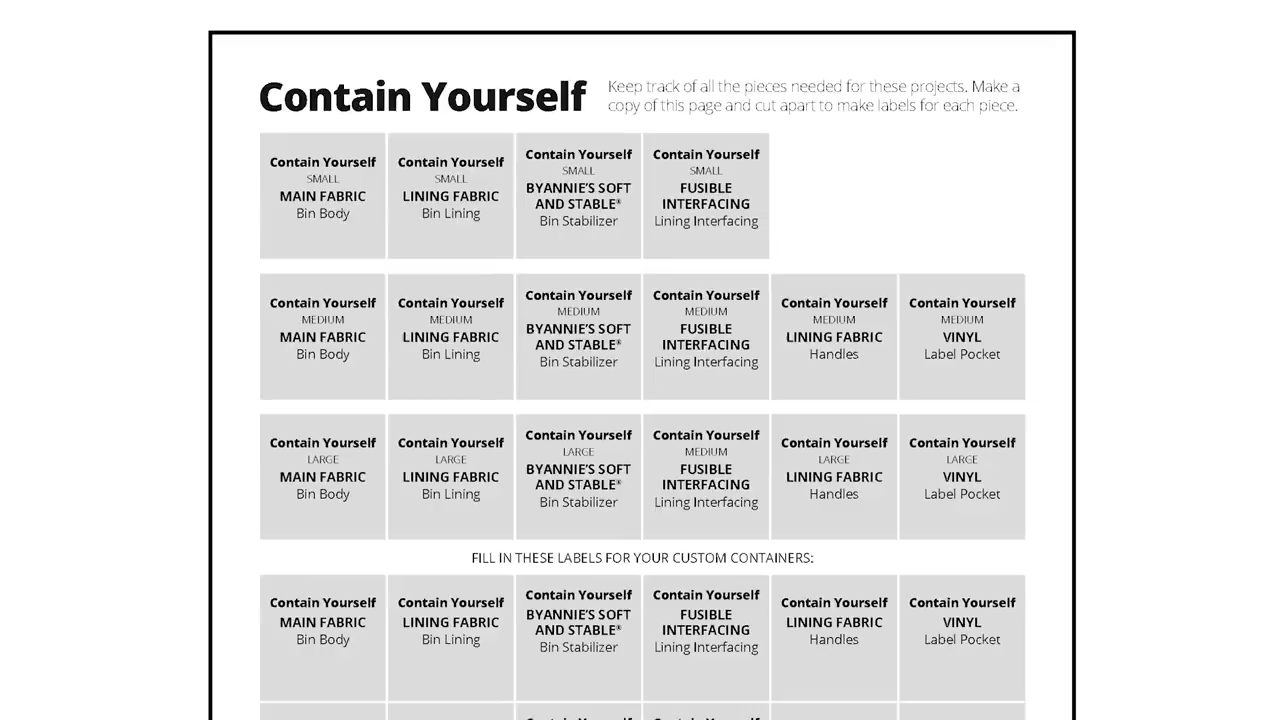 Contain Yourself
Keep track of all the pieces needed for these projects. Make a
copy of this page and cut apart to make labels for each piece.
Contain Yourself
SMALL
MAIN FABRIC
Bin Body
Contain Yourself
SMALL
LINING FABRIC
Bin Lining
Contain Yourself
SMALL
BYANNIE'S SOFT
AND STABLE®
Bin Stabilizer
Contain Yourself
SMALL
FUSIBLE
INTERFACING
Lining Interfacing
Contain Yourself
MEDIUM
MAIN FABRIC
Bin Body
Contain Yourself
MEDIUM
LINING FABRIC
Bin Lining
Contain Yourself
MEDIUM
BYANNIE'S SOFT
AND STABLE®
Bin Stabilizer
Contain Yourself
MEDIUM
FUSIBLE
INTERFACING
Lining Interfacing
Contain Yourself
MEDIUM
LINING FABRIC
Handles
Contain Yourself
MEDIUM
VINYL
Label Pocket
Contain Yourself
LARGE
MAIN FABRIC
Bin Body
Contain Yourself
LARGE
LINING FABRIC
Bin Lining
Contain Yourself
LARGE
BYANNIE'S SOFT
AND STABLE®
Bin Stabilizer
Contain Yourself
MEDIUM
FUSIBLE
INTERFACING
Lining Interfacing
Contain Yourself
LARGE
LINING FABRIC
Handles
Contain Yourself
LARGE
VINYL
Label Pocket
FILL IN THESE LABELS FOR YOUR CUSTOM CONTAINERS:
Contain Yourself
MAIN FABRIC
Bin Body
Contain Yourself
LINING FABRIC
Bin Lining
Contain Yourself
BYANNIE'S SOFT
AND STABLE®
Bin Stabilizer
Contain Yourself
FUSIBLE
INTERFACING
Lining Interfacing
Contain Yourself
LINING FABRIC
Handles
Contain Yourself
VINYL
Label Pocket